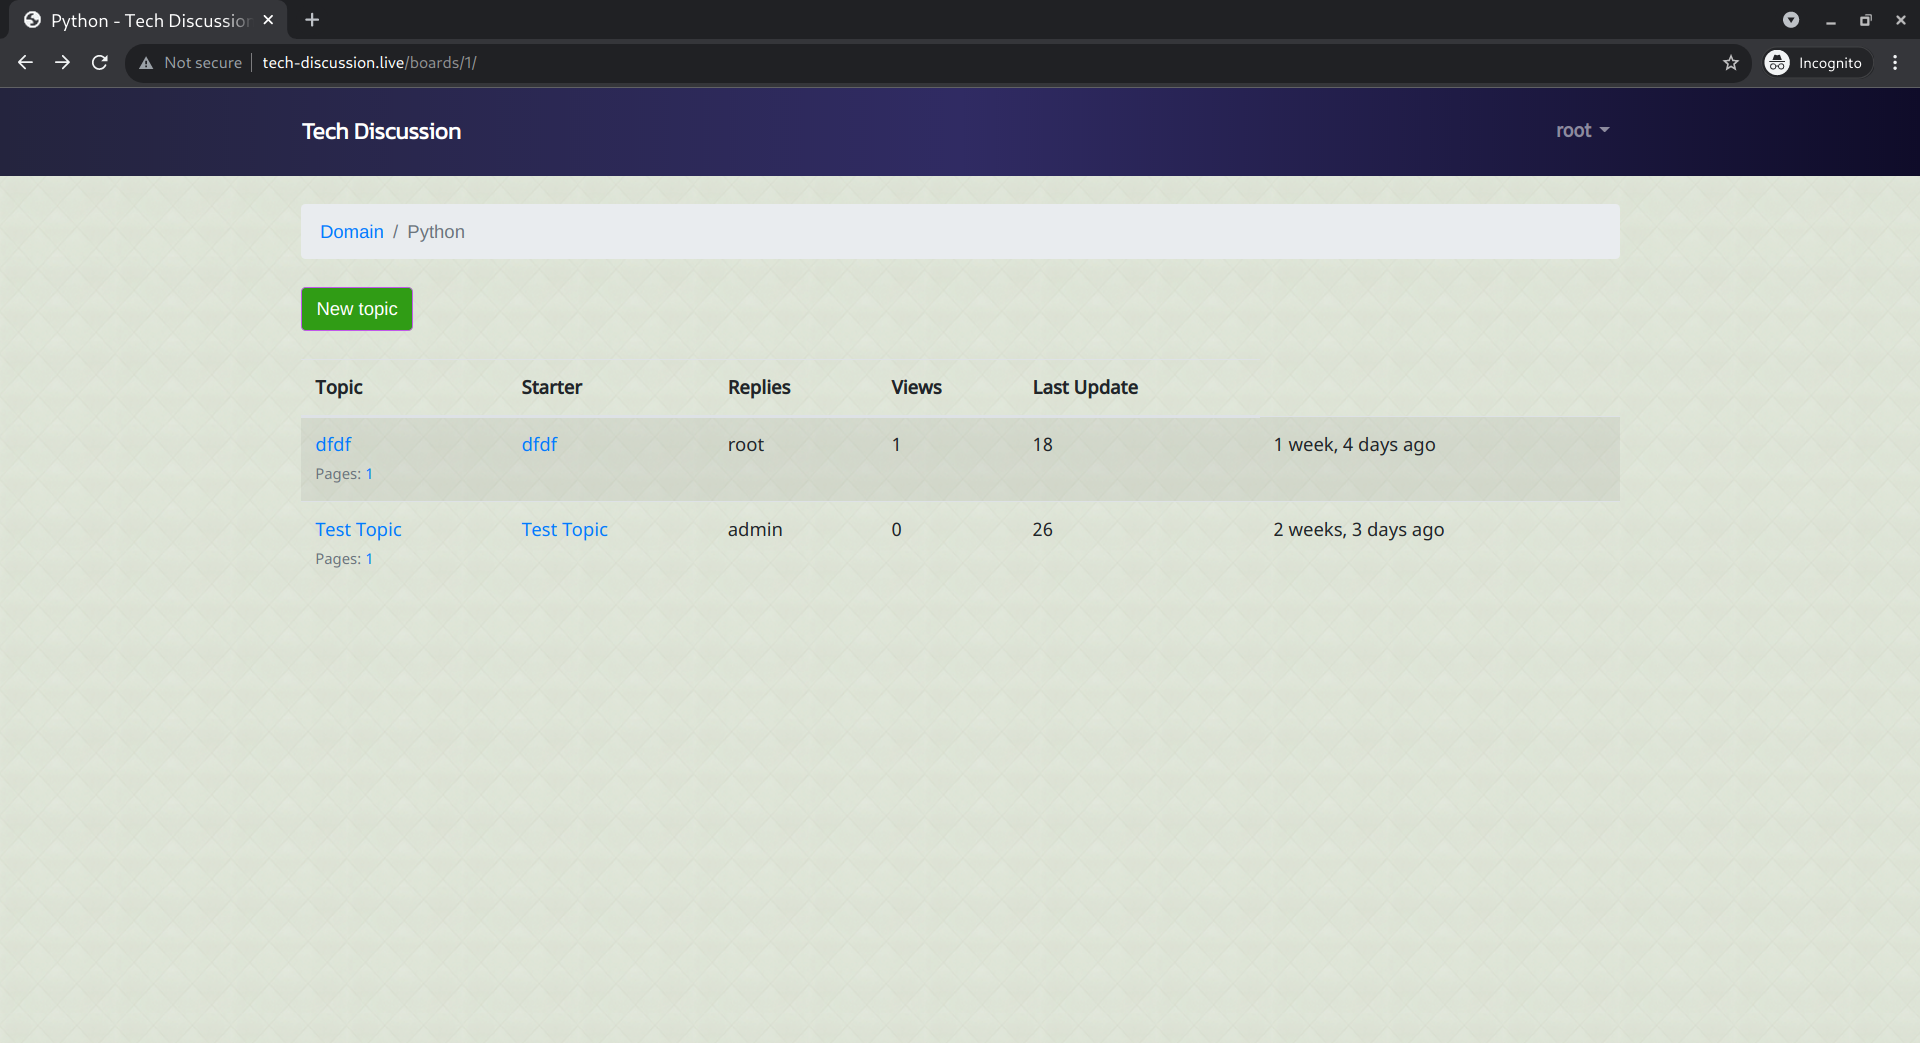 Python - Tech Discussion
Not secure
tech-discussion.live/boards/1/
Incognito
Tech Discussion
root
Domain / Python
New topic
Topic Starter Replies Views Last Update
dfdf dfdf root 1 18 1 week, 4 days ago
Pages: 1
Test Topic Test Topic admin 0 26 2 weeks, 3 days ago
Pages: 1